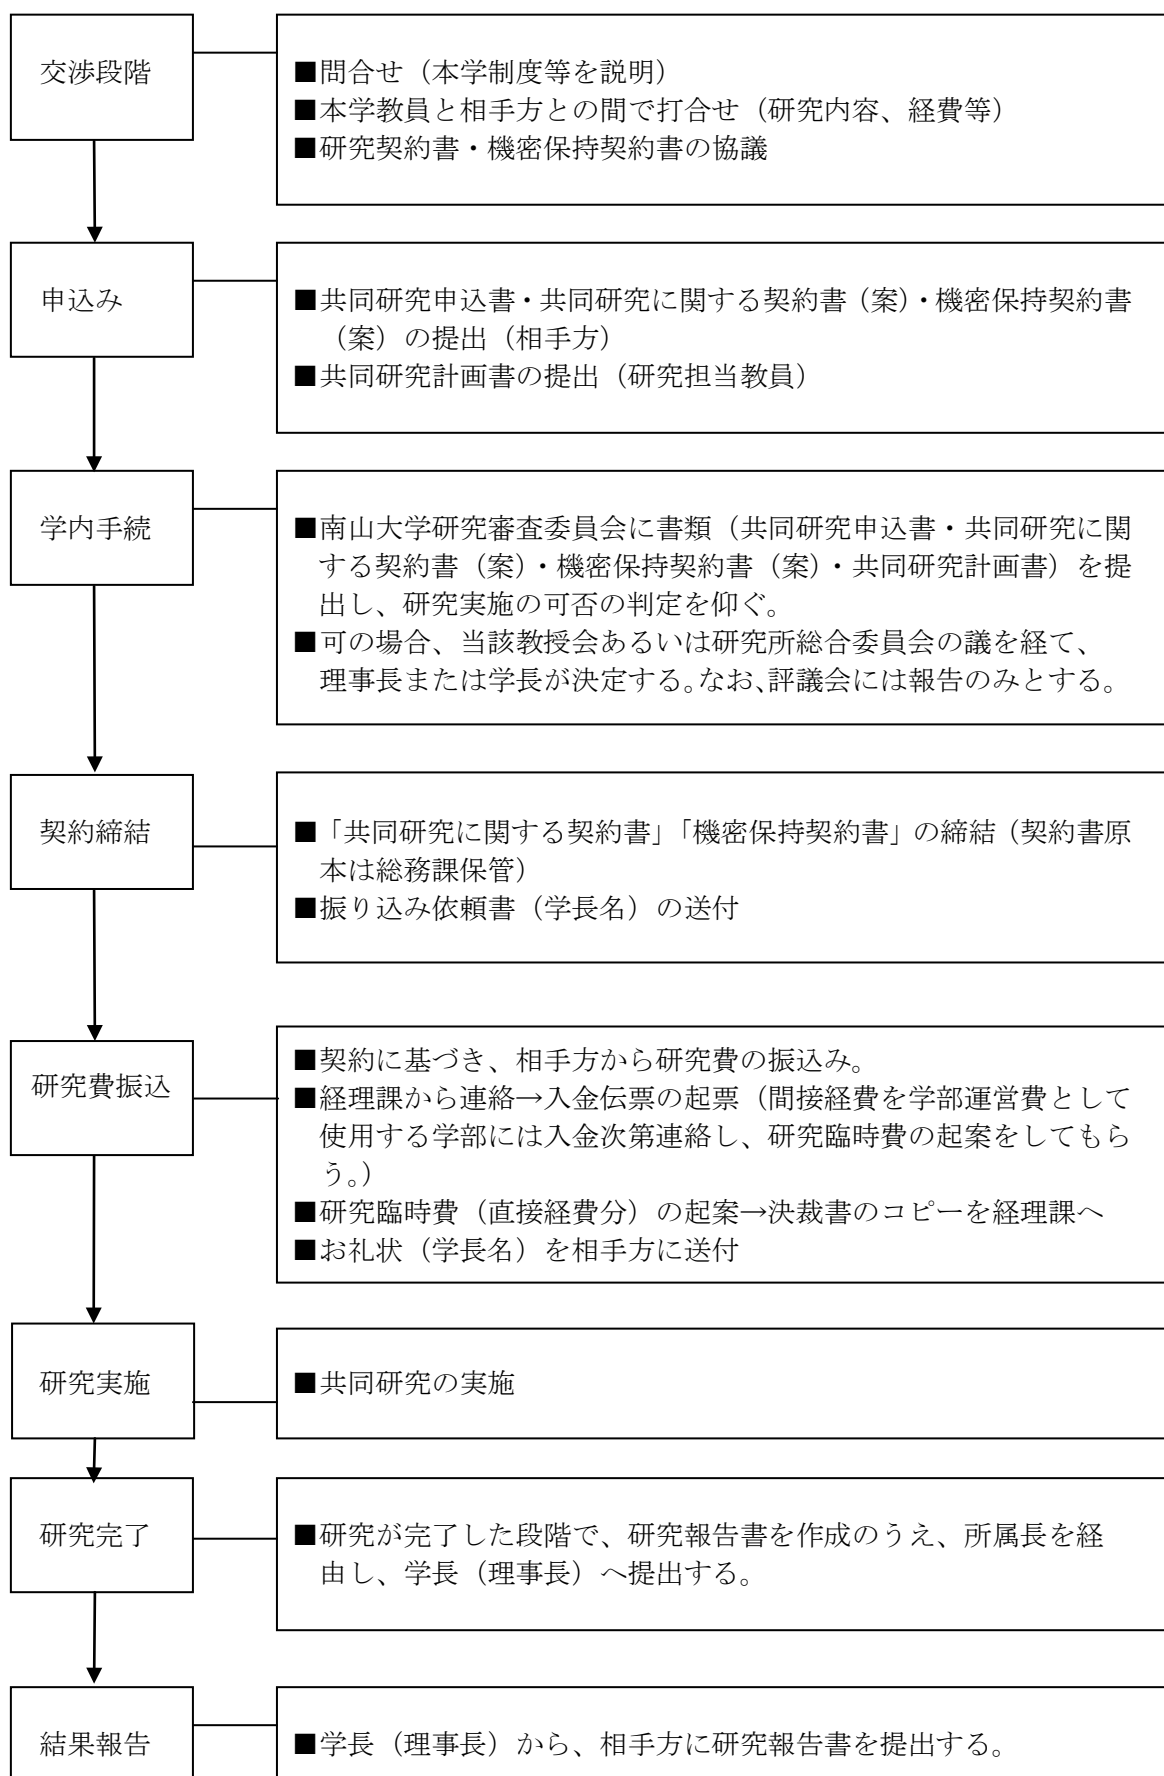 交渉段階
■問合せ（本学制度等を説明）
■本学教員と相手方との間で打合せ（研究内容、経費等）
■研究契約書・機密保持契約書の協議
申込み
■共同研究申込書・共同研究に関する契約書（案）・機密保持契約書
（案）の提出（相手方）
■共同研究計画書の提出（研究担当教員）
学内手続
■南山大学研究審査委員会に書類（共同研究申込書・共同研究に関
する契約書（案）・機密保持契約書（案）・共同研究計画書）を提
出し、研究実施の可否の判定を仰ぐ。
■可の場合、当該教授会あるいは研究所総合委員会の議を経て、
理事長または学長が決定する。なお、評議会には報告のみとする。
契約締結
■「共同研究に関する契約書」「機密保持契約書」の締結（契約書原
本は総務課保管）
■振り込み依頼書（学長名）の送付
研究費振込
■契約に基づき、相手方から研究費の振込み。
■経理課から連絡→入金伝票の起票（間接経費を学部運営費として
使用する学部には入金次第連絡し、研究臨時費の起案をしてもら
う。）
■研究臨時費（直接経費分）の起案→決裁書のコピーを経理課へ
■お礼状（学長名）を相手方に送付
研究実施
■共同研究の実施
研究完了
■研究が完了した段階で、研究報告書を作成のうえ、所属長を経
由し、学長（理事長）へ提出する。
結果報告
■学長（理事長）から、相手方に研究報告書を提出する。